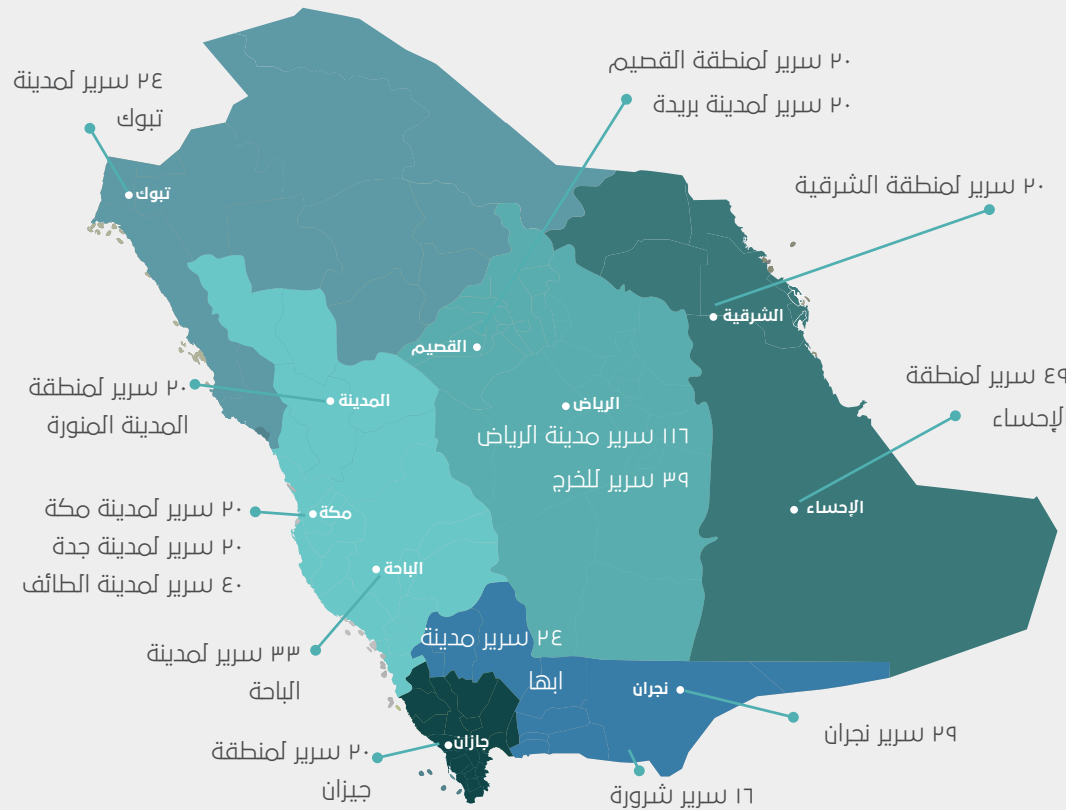 ٢٠ سرير لمنطقة القصيم
٢٠ سرير لمدينة بريدة
٢٤ سرير لمدينة
تبوك
تبوك
٢٠ سرير لمنطقة الشرقية
الشرقية
القصيم
٤٩ سرير لمنطقة
الإحساء
٢٠ سرير لمنطقة
المدينة المنورة
المدينة
الرياض
١١٦ سرير مدينة الرياض
٣٩ سرير للخرج
الإحساء
٢٠ سرير لمدينة مكة
٢٠ سرير لمدينة جدة
٤٠ سرير لمدينة الطائف
مكة
الباحة
٣٣ سرير لمدينة
الباحة
٢٤ سرير مدينة
ابها
نجران
٢٩ سرير نجران
جازان
٢٠ سرير لمنطقة
جيزان
١٦ سرير شرورة